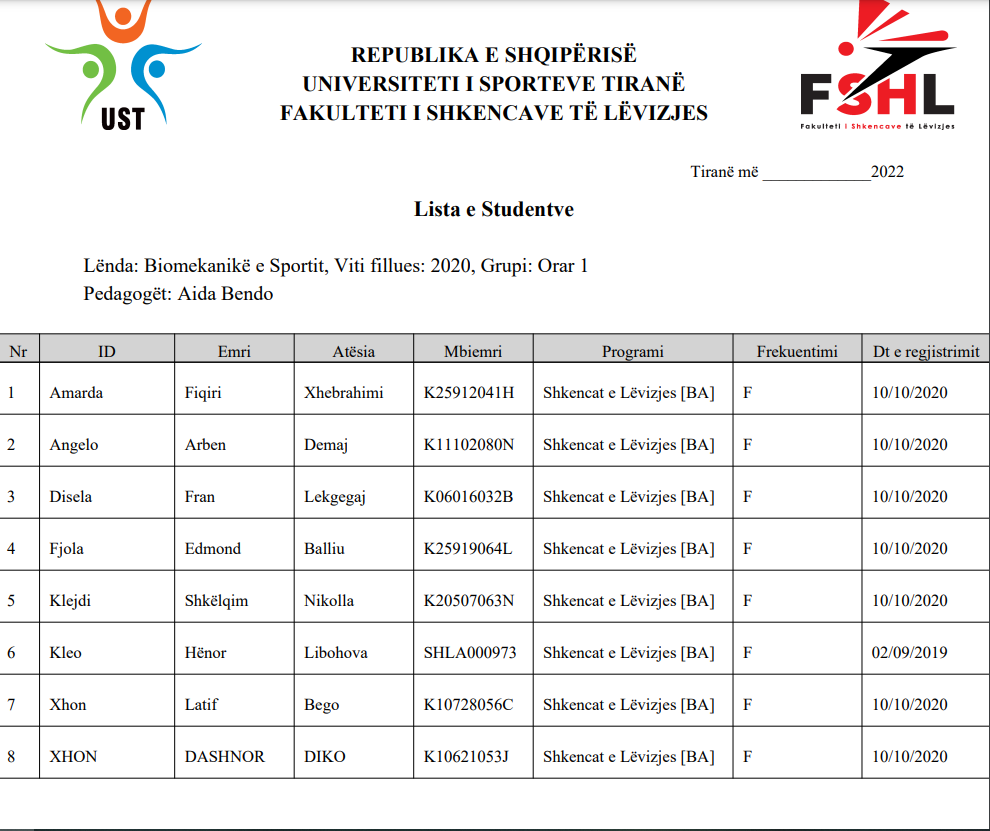 UST
REPUBLIKA E SHQIPËRISË
UNIVERSITETI I SPORTEVE TIRANË
FAKULTETI I SHKENCAVE TË LËVIZJES
FSHL
Fakulteti i Shkencave të Lëvizjes
Tiranë më _____________2022
Lista e Studentve
Lënda: Biomekanikë e Sportit, Viti fillues: 2020, Grupi: Orar 1
Pedagogët: Aida Bendo
Nr ID Emri Atësia Mbiemri Programi Frekuentimi Dt e regjistrimit
1 Amarda Fiqiri Xhebrahimi K25912041H Shkencat e Lëvizjes [BA] F 10/10/2020
2 Angelo Arben Demaj K11102080N Shkencat e Lëvizjes [BA] F 10/10/2020
3 Disela Fran Lekgegaj K06016032B Shkencat e Lëvizjes [BA] F 10/10/2020
4 Fjola Edmond Balliu K25919064L Shkencat e Lëvizjes [BA] F 10/10/2020
5 Klejdi Shkëlqim Nikolla K20507063N Shkencat e Lëvizjes [BA] F 10/10/2020
6 Kleo Hënor Libohova SHLA000973 Shkencat e Lëvizjes [BA] F 02/09/2019
7 Xhon Latif Bego K10728056C Shkencat e Lëvizjes [BA] F 10/10/2020
8 XHON DASHNOR DIKO K10621053J Shkencat e Lëvizjes [BA] F 10/10/2020